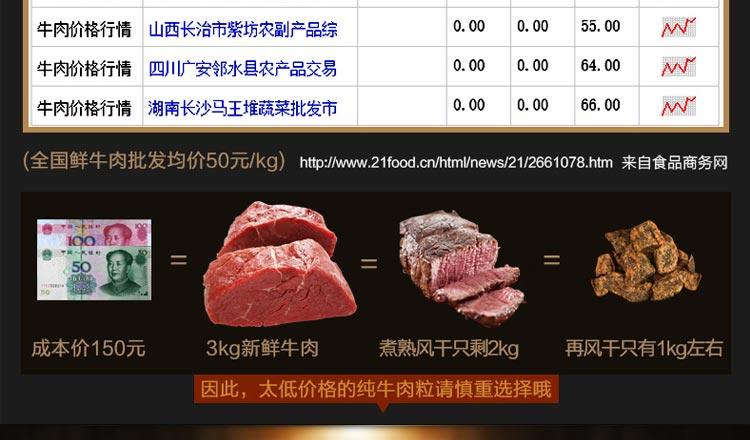 牛肉价格行情 山西长治市紫坊农副产品综 0.00 0.00 55.00
牛肉价格行情 四川广安邻水县农产品交易 0.00 0.00 64.00
牛肉价格行情 湖南长沙马王堆蔬菜批发市 0.00 0.00 66.00
(全国鲜牛肉批发均价50元/kg) http://www.21food.cn/html/news/21/2661078.htm 来自食品商务网
100
50
成本价150元 = 3kg新鲜牛肉 = 煮熟风干只剩2kg = 再风干只有1kg左右
因此，太低价格的纯牛肉粒请慎重选择哦